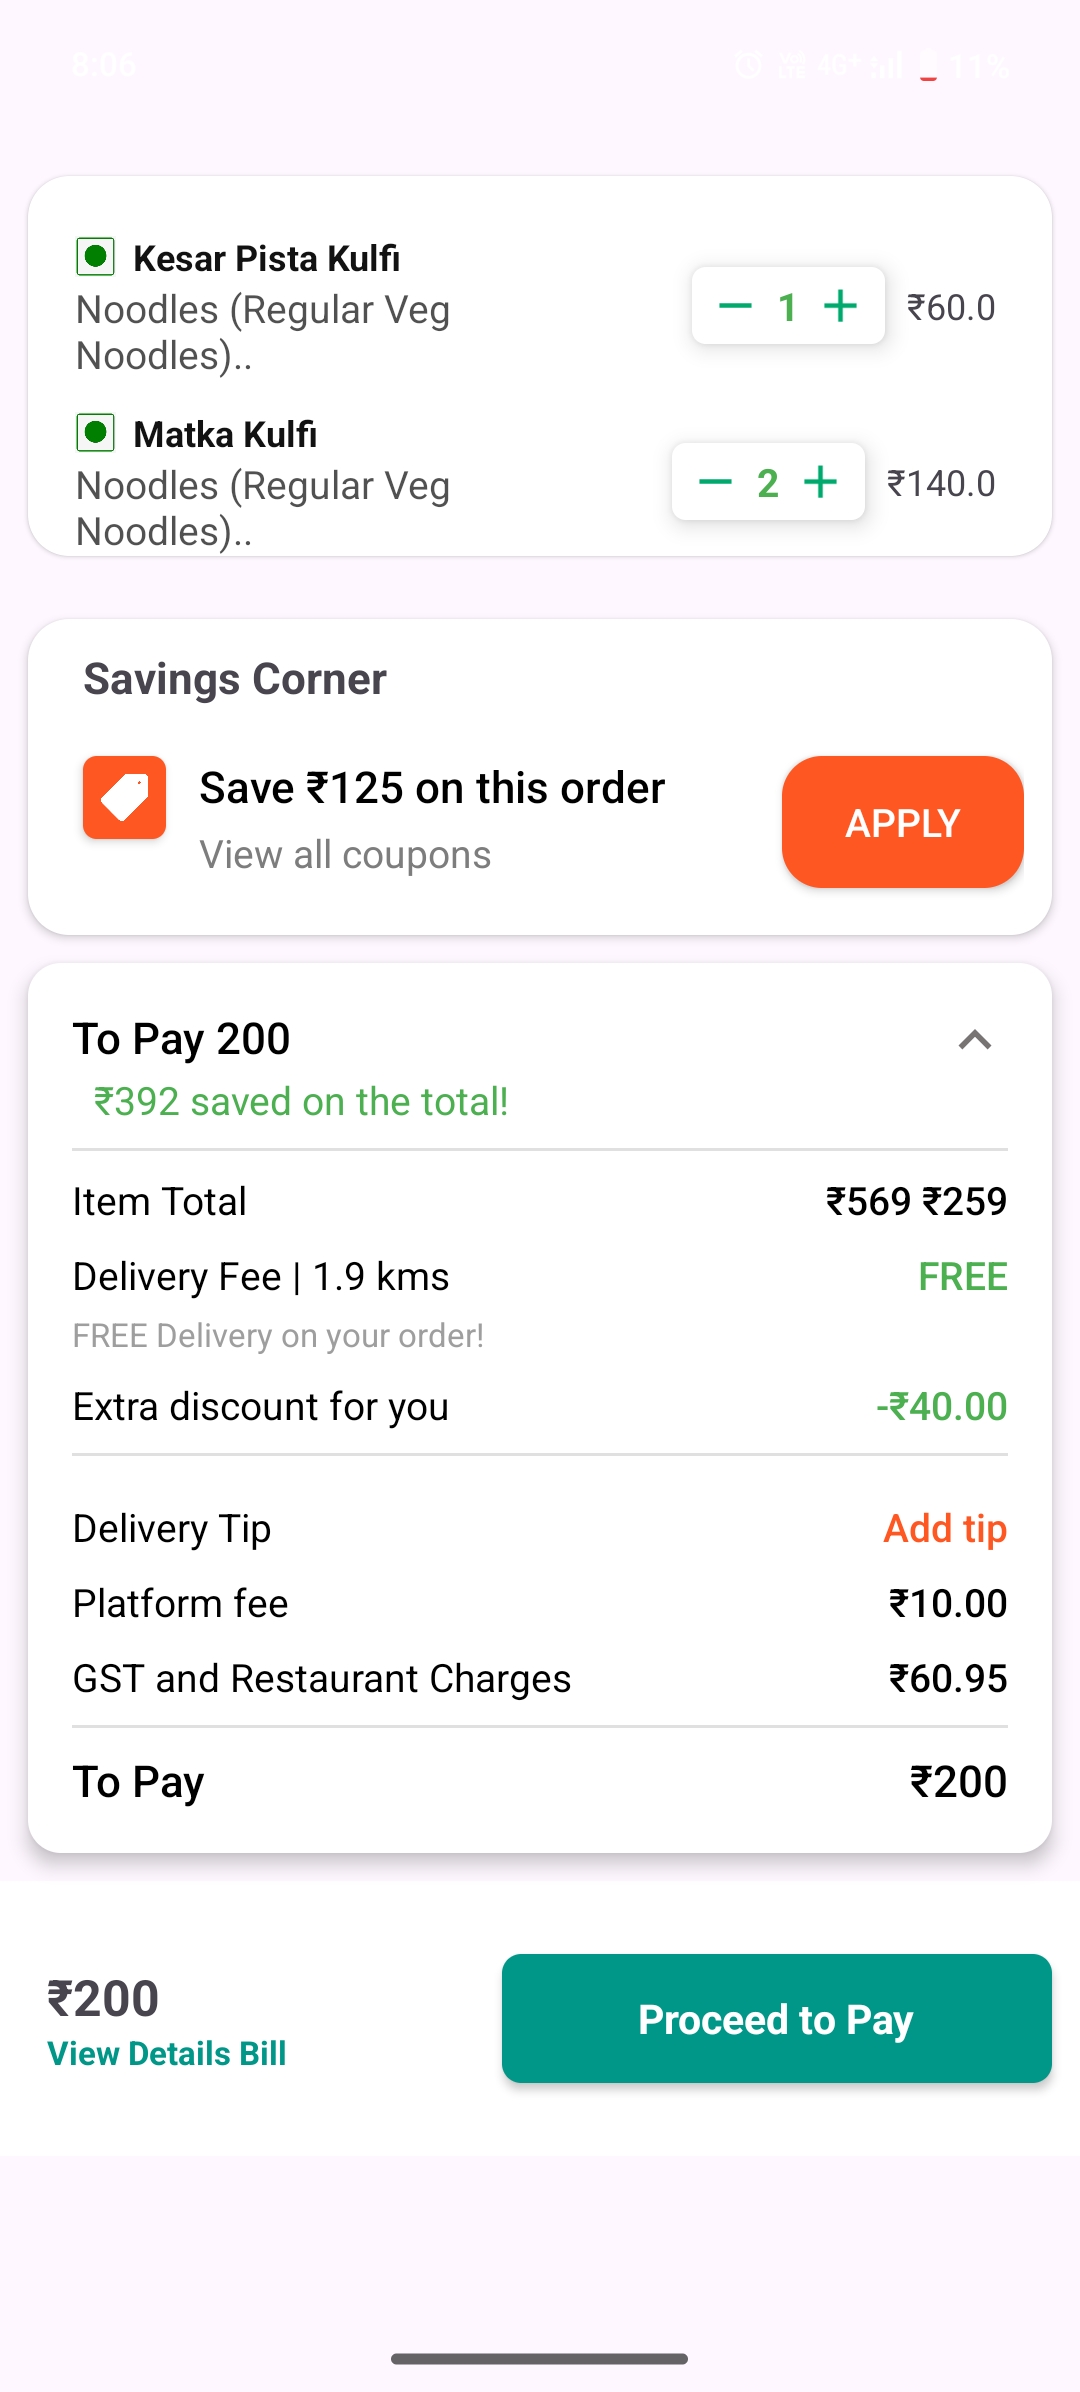 8:06 4G+ 11%
Kesar Pista Kulfi
Noodles (Regular Veg
Noodles)..
1 ₹60.0
Matka Kulfi
Noodles (Regular Veg
Noodles)..
2 ₹140.0
Savings Corner
Save ₹125 on this order
View all coupons
APPLY
To Pay 200
₹392 saved on the total!
Item Total ₹569 ₹259
Delivery Fee | 1.9 kms FREE
FREE Delivery on your order!
Extra discount for you -₹40.00
Delivery Tip Add tip
Platform fee ₹10.00
GST and Restaurant Charges ₹60.95
To Pay ₹200
₹200
View Details Bill
Proceed to Pay